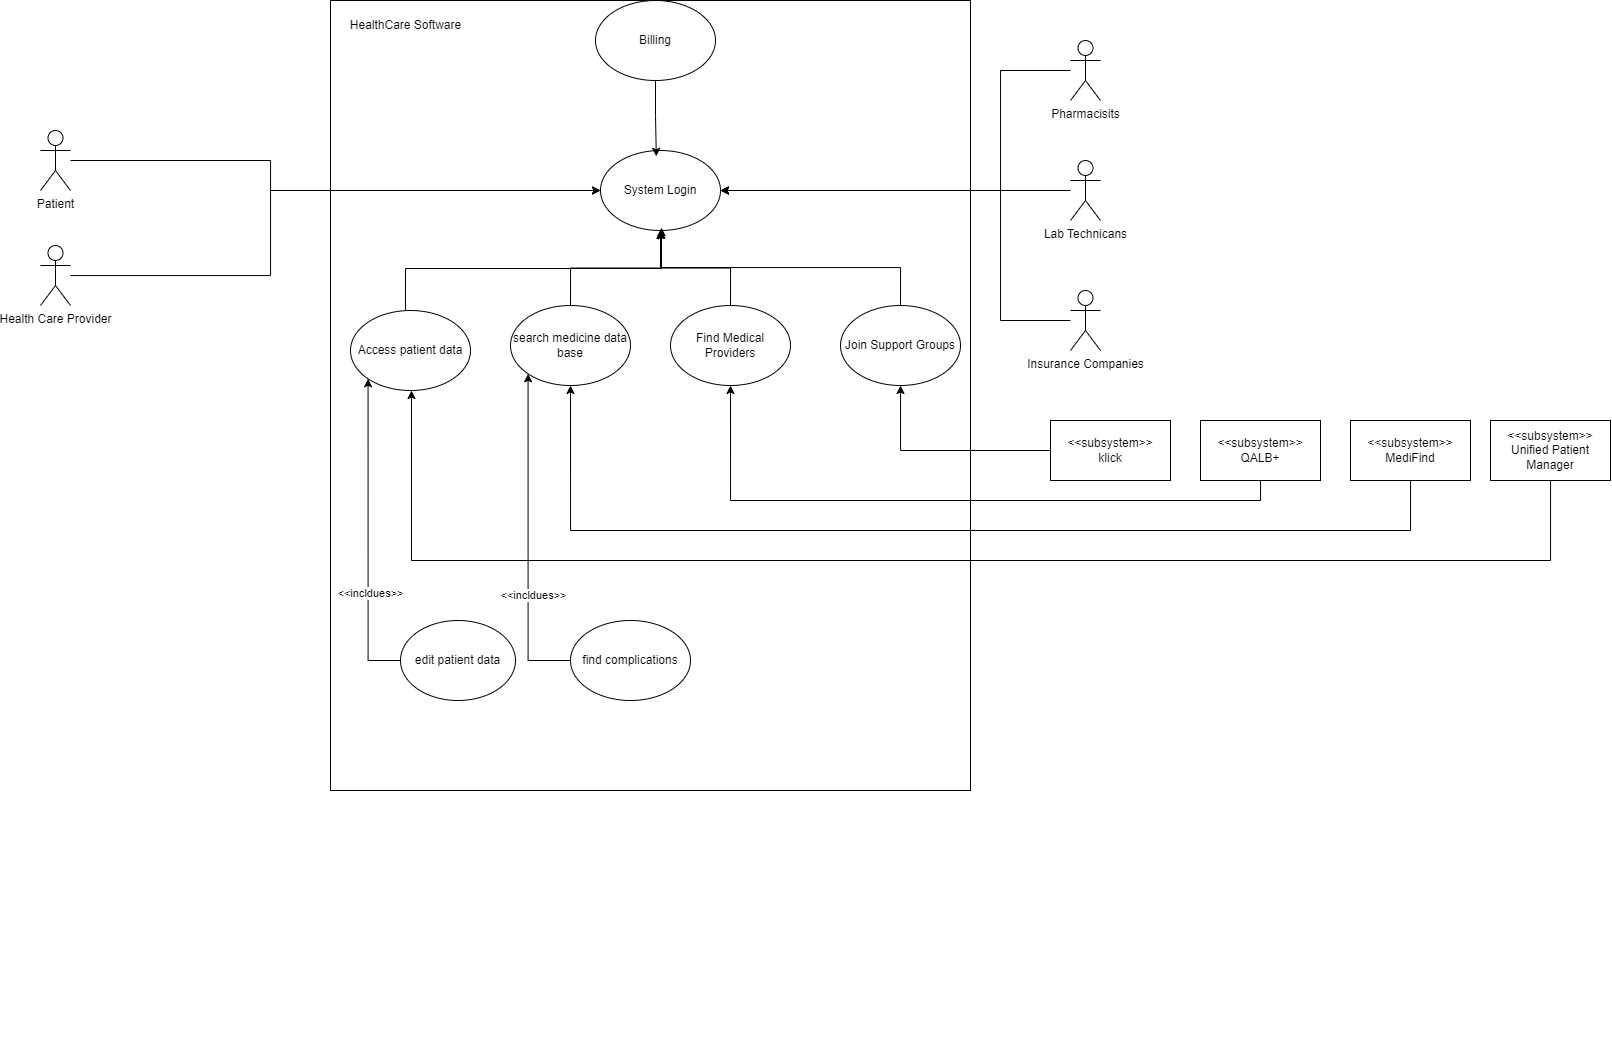 HealthCare Software
Billing
Pharmacisits
Patient
System Login
Lab Technicans
Health Care Provider
Access patient data
search medicine data
base
Find Medical
Providers
Join Support Groups
Insurance Companies
<<subsystem>>
klick
<<subsystem>>
QALB+
<<subsystem>>
MediFind
<<subsystem>>
Unified Patient
Manager
<<incldues>>
<<incldues>>
edit patient data
find complications